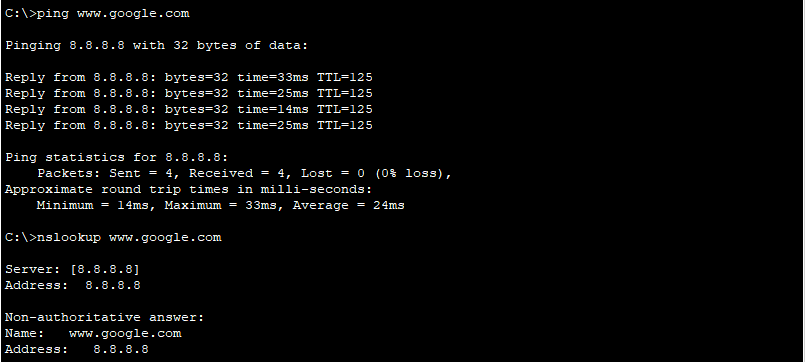 C:\>ping www.google.com
Pinging 8.8.8.8 with 32 bytes of data:
Reply from 8.8.8.8: bytes=32 time=33ms TTL=125
Reply from 8.8.8.8: bytes=32 time=25ms TTL=125
Reply from 8.8.8.8: bytes=32 time=14ms TTL=125
Reply from 8.8.8.8: bytes=32 time=25ms TTL=125
Ping statistics for 8.8.8.8:
    Packets: Sent = 4, Received = 4, Lost = 0 (0% loss),
Approximate round trip times in milli-seconds:
    Minimum = 14ms, Maximum = 33ms, Average = 24ms
C:\>nslookup www.google.com
Server: [8.8.8.8]
Address:  8.8.8.8
Non-authoritative answer:
Name:   www.google.com
Address:   8.8.8.8